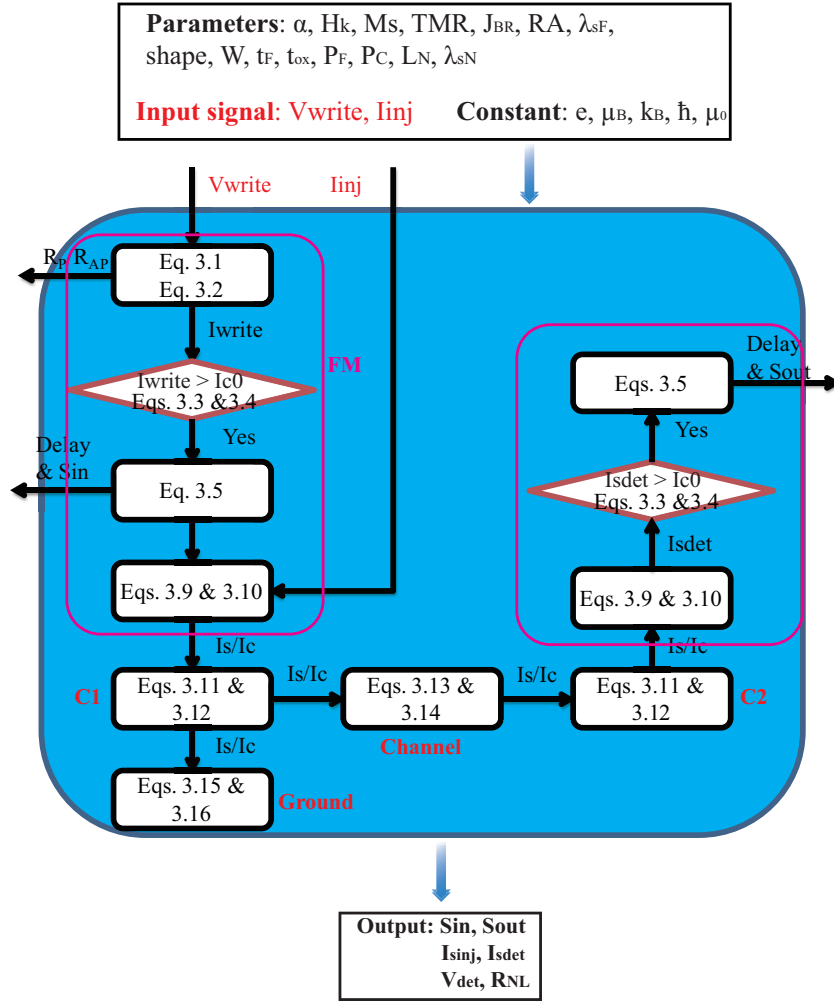 Parameters: α, Hk, Ms, TMR, JBR, RA, λsF,
shape, W, tF, tox, PF, PC, LN, λsN
Input signal: Vwrite, Iinj Constant: e, μB, kB, ħ, μ0
Vwrite Iinj
RP RAP
Eq. 3.1
Eq. 3.2
Iwrite
FM
Iwrite > Ic0
Eqs. 3.3 &3.4
Yes
Delay
& Sin
Eq. 3.5
Eqs. 3.9 & 3.10
Is/Ic
C1
Eqs. 3.11 &
3.12
Is/Ic
Eqs. 3.13 &
3.14
Channel
Is/Ic
Eqs. 3.11 &
3.12
C2
Is/Ic
Eqs. 3.9 & 3.10
Isdet
Isdet > Ic0
Eqs. 3.3 &3.4
Yes
Eqs. 3.5
Delay
& Sout
Is/Ic
Eqs. 3.15 &
3.16
Ground
Output: Sin, Sout
Isinj, Isdet
Vdet, RNL